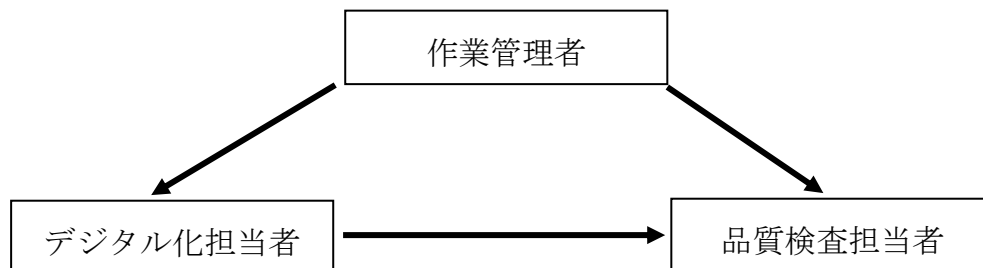 作業管理者
デジタル化担当者
品質検査担当者